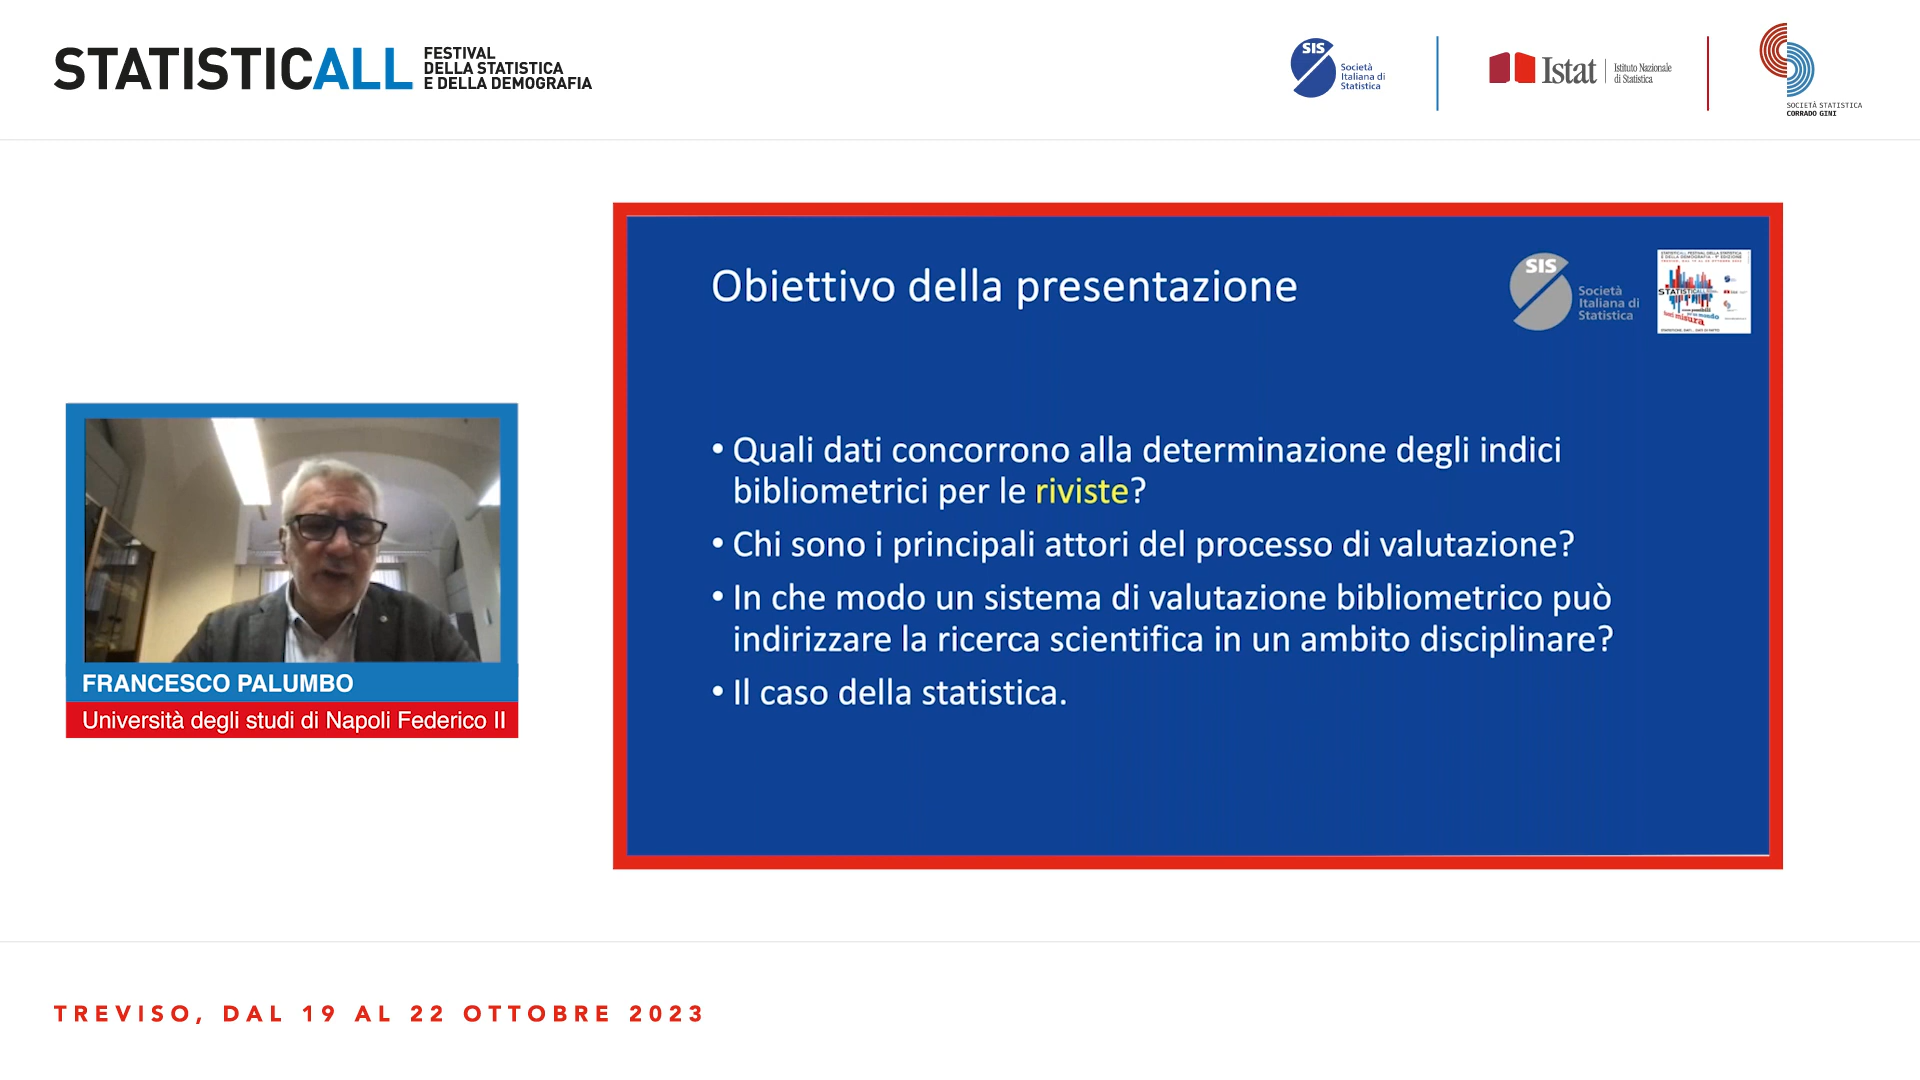 STATISTICALL
FESTIVAL
DELLA STATISTICA
E DELLA DEMOGRAFIA
SIS
Società
Italiana di
Statistica
Istat
Istituto Nazionale
di Statistica
SOCIETÀ STATISTICA
CORRADO GINI
Obiettivo della presentazione
SIS
Società
Italiana di
Statistica
STATISTICALL
• Quali dati concorrono alla determinazione degli indici
bibliometrici per le riviste?
• Chi sono i principali attori del processo di valutazione?
• In che modo un sistema di valutazione bibliometrico può
indirizzare la ricerca scientifica in un ambito disciplinare?
• Il caso della statistica.
FRANCESCO PALUMBO
Università degli studi di Napoli Federico II
TREVISO, DAL 19 AL 22 OTTOBRE 2023